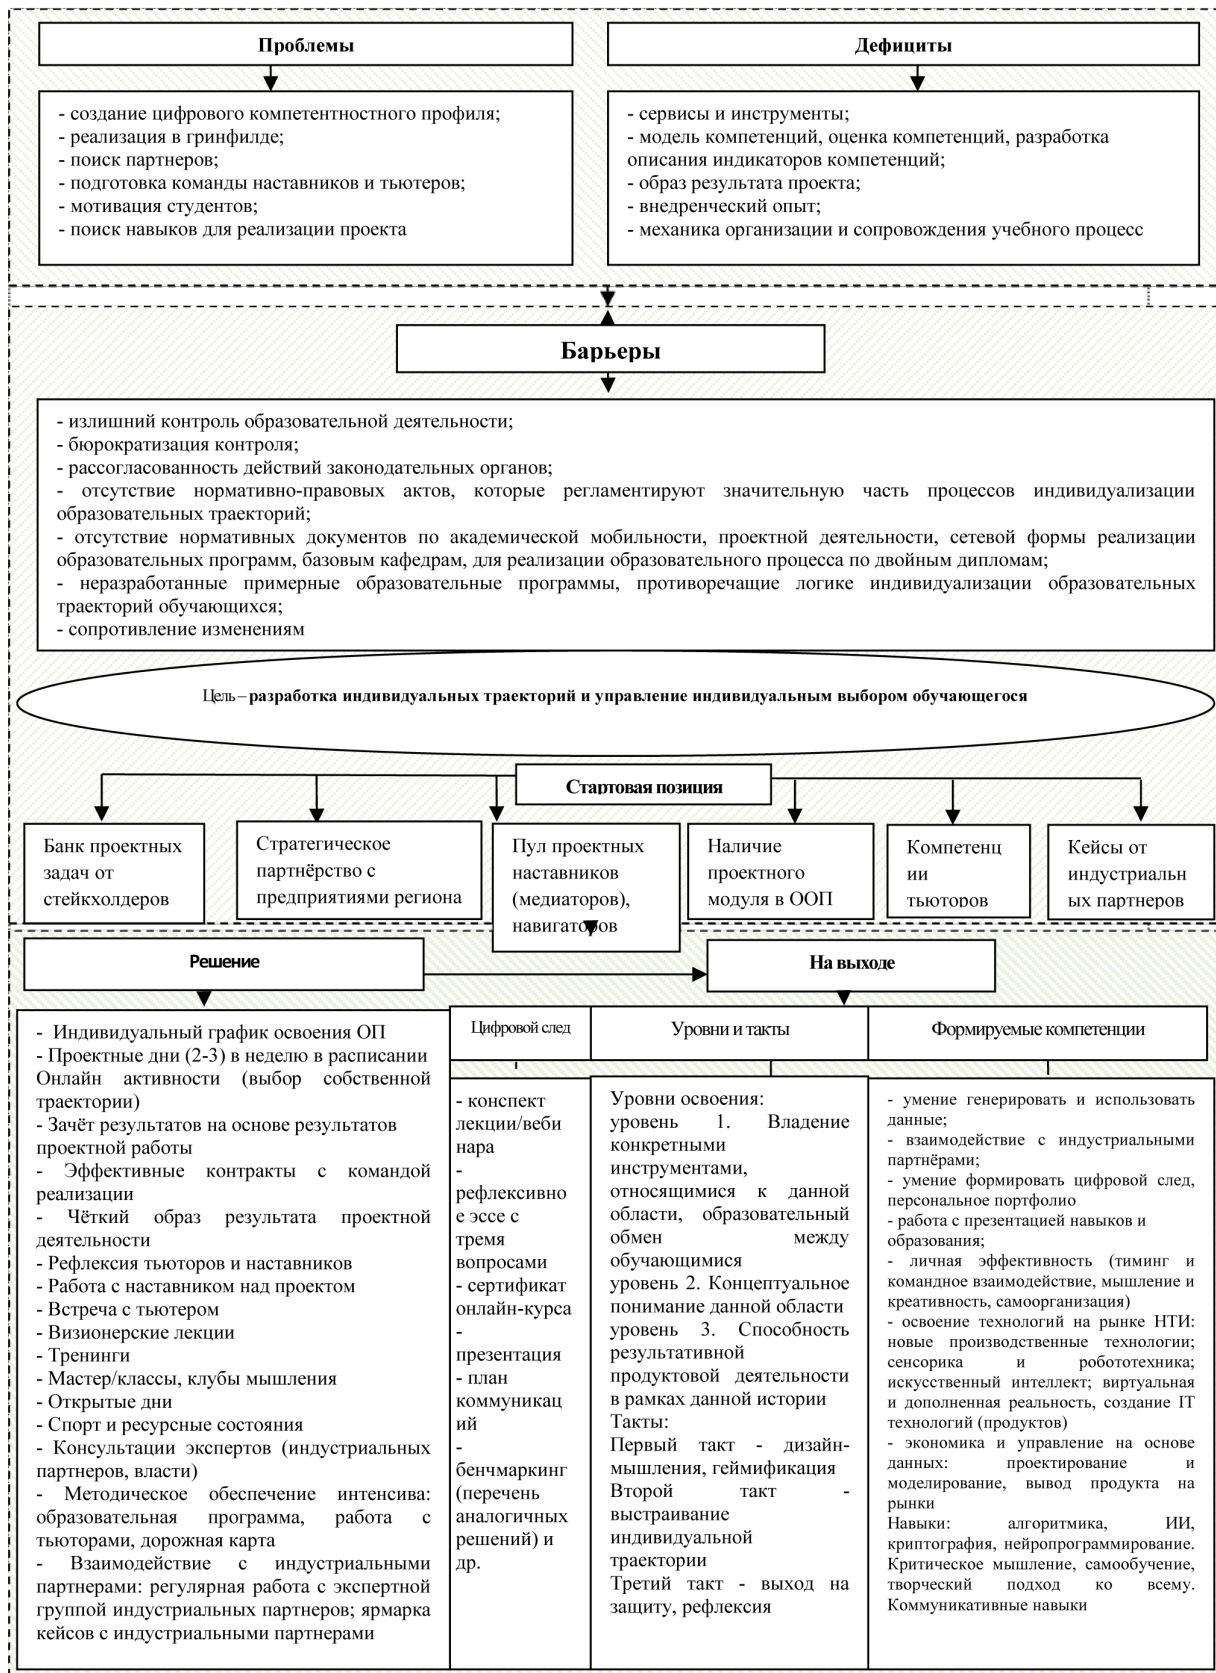 Проблемы
- создание цифрового компетентностного профиля;
- реализация в гринфилде;
- поиск партнеров;
- подготовка команды наставников и тьютеров;
- мотивация студентов;
- поиск навыков для реализации проекта
Дефициты
- сервисы и инструменты;
- модель компетенций, оценка компетенций, разработка
описания индикаторов компетенций;
- образ результата проекта;
- внедренческий опыт;
- механика организации и сопровождения учебного процесс
Барьеры
- излишний контроль образовательной деятельности;
- бюрократизация контроля;
- рассогласованность действий законодательных органов;
- отсутствие нормативно-правовых актов, которые регламентируют значительную часть процессов индивидуализации
образовательных траекторий;
- отсутствие нормативных документов по академической мобильности, проектной деятельности, сетевой формы реализации
образовательных программ, базовым кафедрам, для реализации образовательного процесса по двойным дипломам;
- неразработанные примерные образовательные программы, противоречащие логике индивидуализации образовательных
траекторий обучающихся;
- сопротивление изменениям
Цель – разработка индивидуальных траекторий и управление индивидуальным выбором обучающегося
Стартовая позиция
Банк проектных
задач от
стейкхолдеров
Стратегическое
партнёрство с
предприятиями региона
Пул проектных
наставников
(медиаторов),
навигаторов
Наличие
проектного
модуля в ООП
Компетенц
ии
тьюторов
Кейсы от
индустриальн
ых партнеров
Решение
На выходе
- Индивидуальный график освоения ОП
- Проектные дни (2-3) в неделю в расписании
Онлайн активности (выбор собственной
траектории)
- Зачёт результатов на основе результатов
проектной работы
- Эффективные контракты с командой
реализации
- Чёткий образ результата проектной
деятельности
- Рефлексия тьюторов и наставников
- Работа с наставником над проектом
- Встреча с тьютером
- Визионерские лекции
- Тренинги
- Мастер/классы, клубы мышления
- Открытые дни
- Спорт и ресурсные состояния
- Консультации экспертов (индустриальных
партнеров, власти)
- Методическое обеспечение интенсива:
образовательная программа, работа с
тьюторами, дорожная карта
- Взаимодействие с индустриальными
партнерами: регулярная работа с экспертной
группой индустриальных партнеров; ярмарка
кейсов с индустриальными партнерами
Цифровой след
- конспект
лекции/веби
нара
-
рефлексивно
е эссе с
тремя
вопросами
- сертификат
онлайн-курса
-
презентация
- план
коммуникац
ий
-
бенчмаркинг
(перечень
аналогичных
решений) и
др.
Уровни и такты
Уровни освоения:
уровень 1. Владение
конкретными
инструментами,
относящимися к данной
области, образовательный
обмен между
обучающимися
уровень 2. Концептуальное
понимание данной области
уровень 3. Способность
результативной
продуктовой деятельности
в рамках данной истории
Такты:
Первый такт - дизайн-
мышления, геймификация
Второй такт -
выстраивание
индивидуальной
траектории
Третий такт - выход на
защиту, рефлексия
Формируемые компетенции
- умение генерировать и использовать
данные;
- взаимодействие с индустриальными
партнёрами;
- умение формировать цифровой след,
персональное портфолио
- работа с презентацией навыков и
образования;
- личная эффективность (тиминг и
командное взаимодействие, мышление и
креативность, самоорганизация)
- освоение технологий на рынке НТИ:
новые производственные технологии;
сенсорика и робототехника;
искусственный интеллект; виртуальная
и дополненная реальность, создание IT
технологий (продуктов)
- экономика и управление на основе
данных: проектирование и
моделирование, вывод продукта на
рынки
Навыки: алгоритмика, ИИ,
криптография, нейропрограммирование.
Критическое мышление, самообучение,
творческий подход ко всему.
Коммуникативные навыки